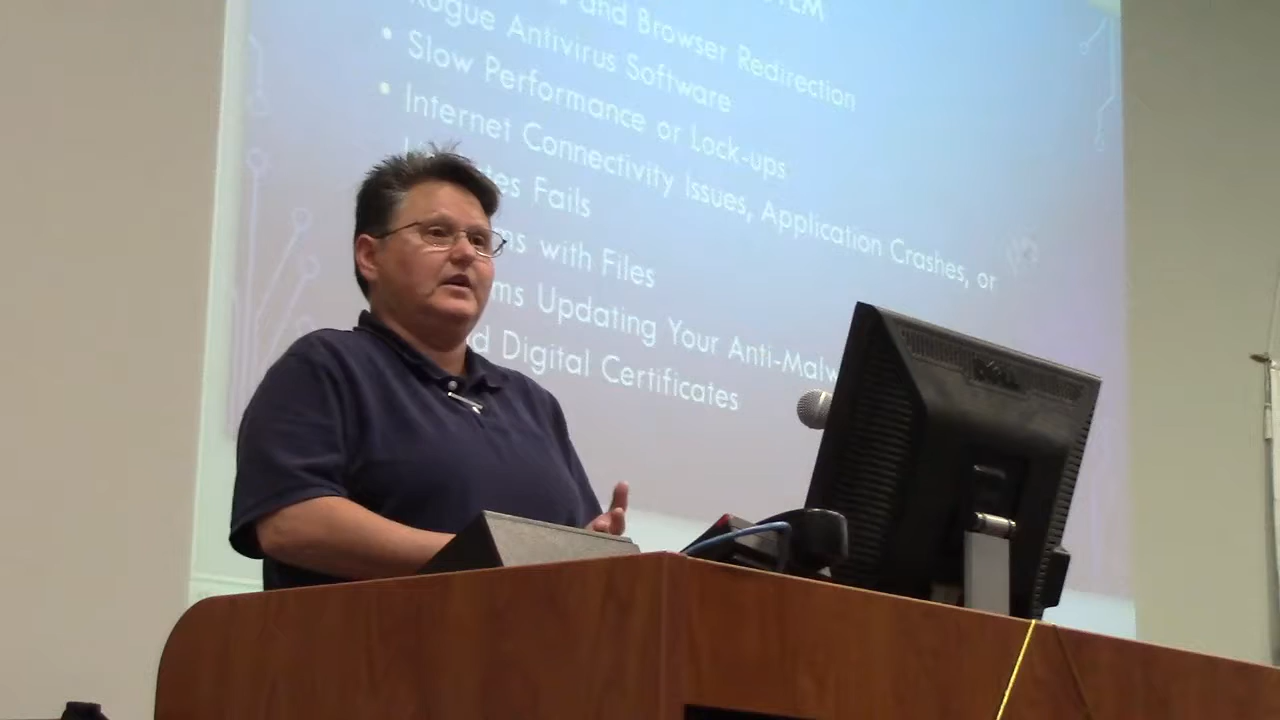 and Browser Redirection
Rogue Antivirus Software
• Slow Performance or Lock-ups
• Internet Connectivity Issues, Application Crashes, or
Fails
with Files
Updating Your Anti-Malw
Digital Certificates
DELL